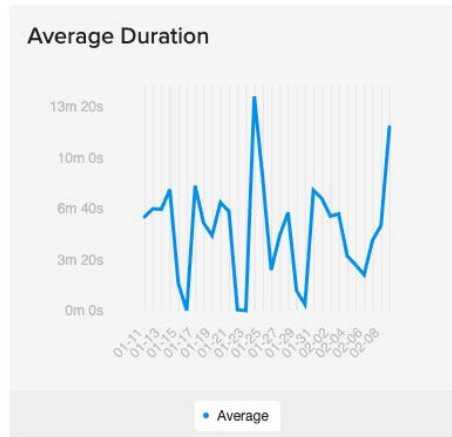 Average Duration
13m 20s
10m 0s
6m 40s
3m 20s
0m 0s
01-11
01-13
01-15
01-17
01-19
01-21
01-23
01-25
01-27
01-29
01-31
02-02
02-04
02-06
02-08
Average